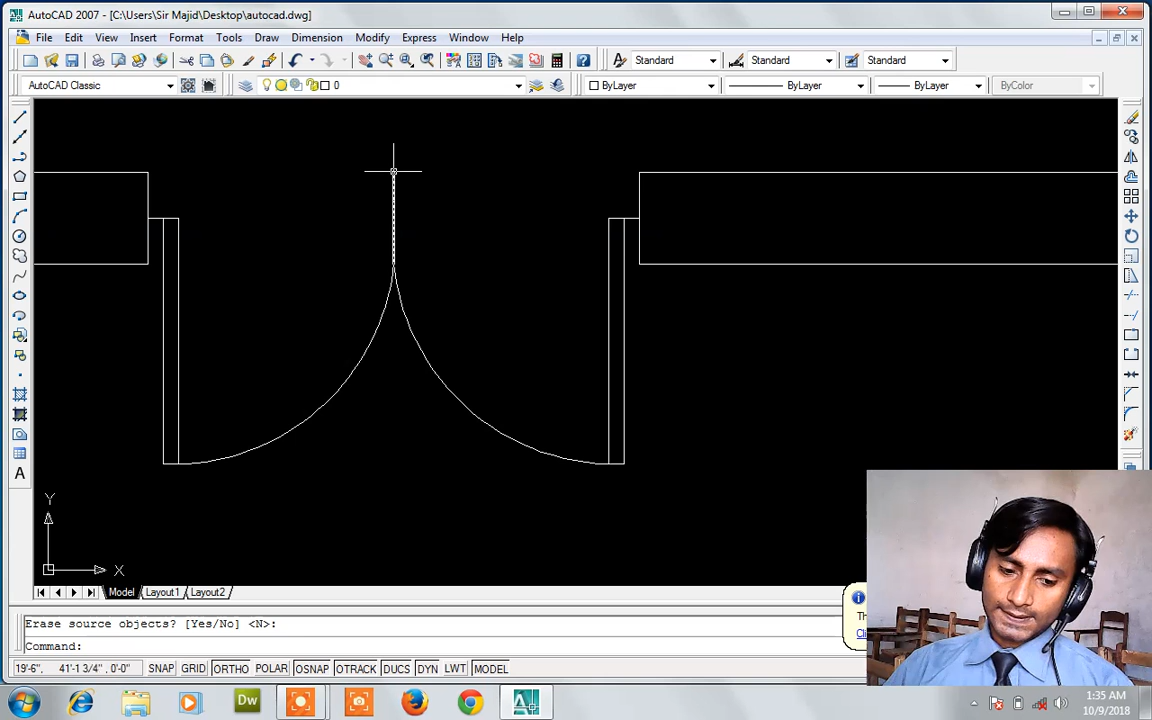 AutoCAD 2007 - [C:\Users\Sir Majid\Desktop\autocad.dwg]
File Edit View Insert Format Tools Draw Dimension Modify Express Window Help
Standard Standard Standard
AutoCAD Classic 0 ByLayer ByLayer ByLayer ByColor
A
Y
X
Model Layout1 Layout2
Erase source objects? [Yes/No] <N>:
Command:
19'-6", 41'-1 3/4", 0'-0" SNAP GRID ORTHO POLAR OSNAP OTRACK DUCS DYN LWT MODEL
Dw
1:35 AM
10/9/2018